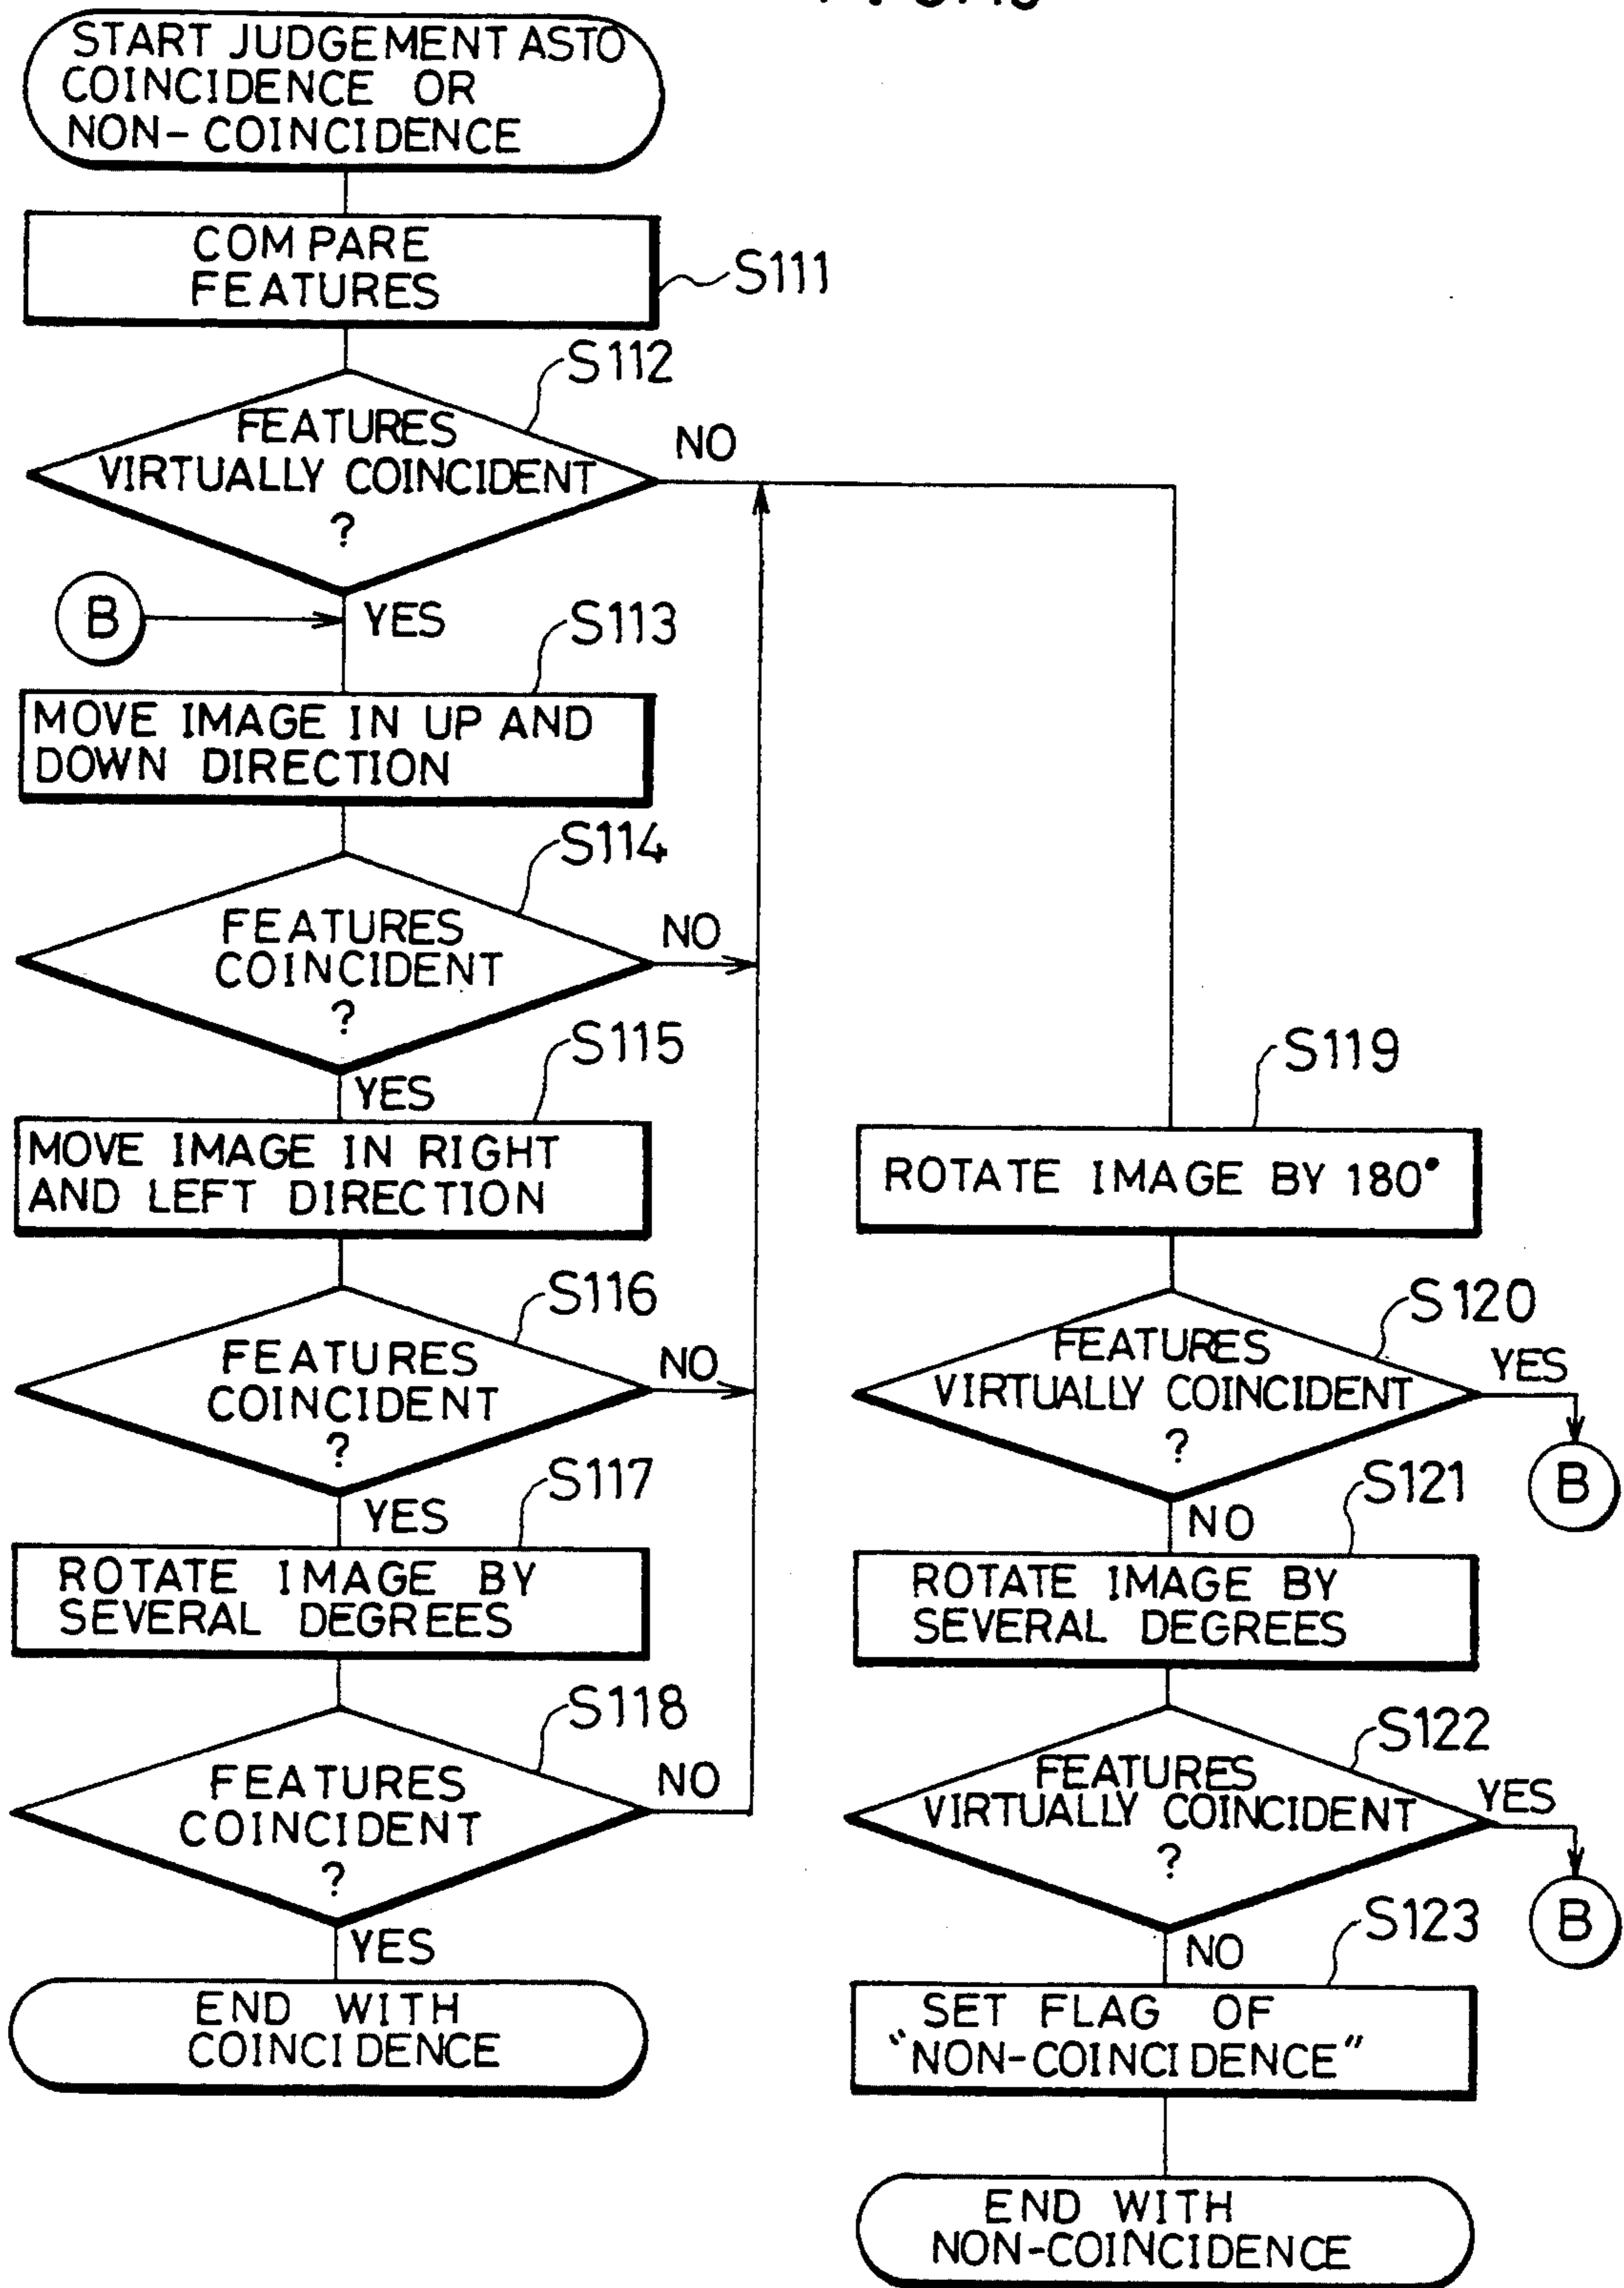 START JUDGEMENT ASTO
COINCIDENCE OR
NON-COINCIDENCE
COMPARE
FEATURES
S111
S112
FEATURES
VIRTUALLY COINCIDENT
?
NO
B
YES
S113
MOVE IMAGE IN UP AND
DOWN DIRECTION
S114
FEATURES
COINCIDENT
?
NO
YES
S115
MOVE IMAGE IN RIGHT
AND LEFT DIRECTION
S116
FEATURES
COINCIDENT
?
NO
YES
S117
ROTATE IMAGE BY
SEVERAL DEGREES
S118
FEATURES
COINCIDENT
?
NO
YES
END WITH
COINCIDENCE
S119
ROTATE IMAGE BY 180°
S120
FEATURES
VIRTUALLY COINCIDENT
?
YES
B
NO
S121
ROTATE IMAGE BY
SEVERAL DEGREES
S122
FEATURES
VIRTUALLY COINCIDENT
?
YES
B
NO
S123
SET FLAG OF
"NON-COINCIDENCE"
END WITH
NON-COINCIDENCE